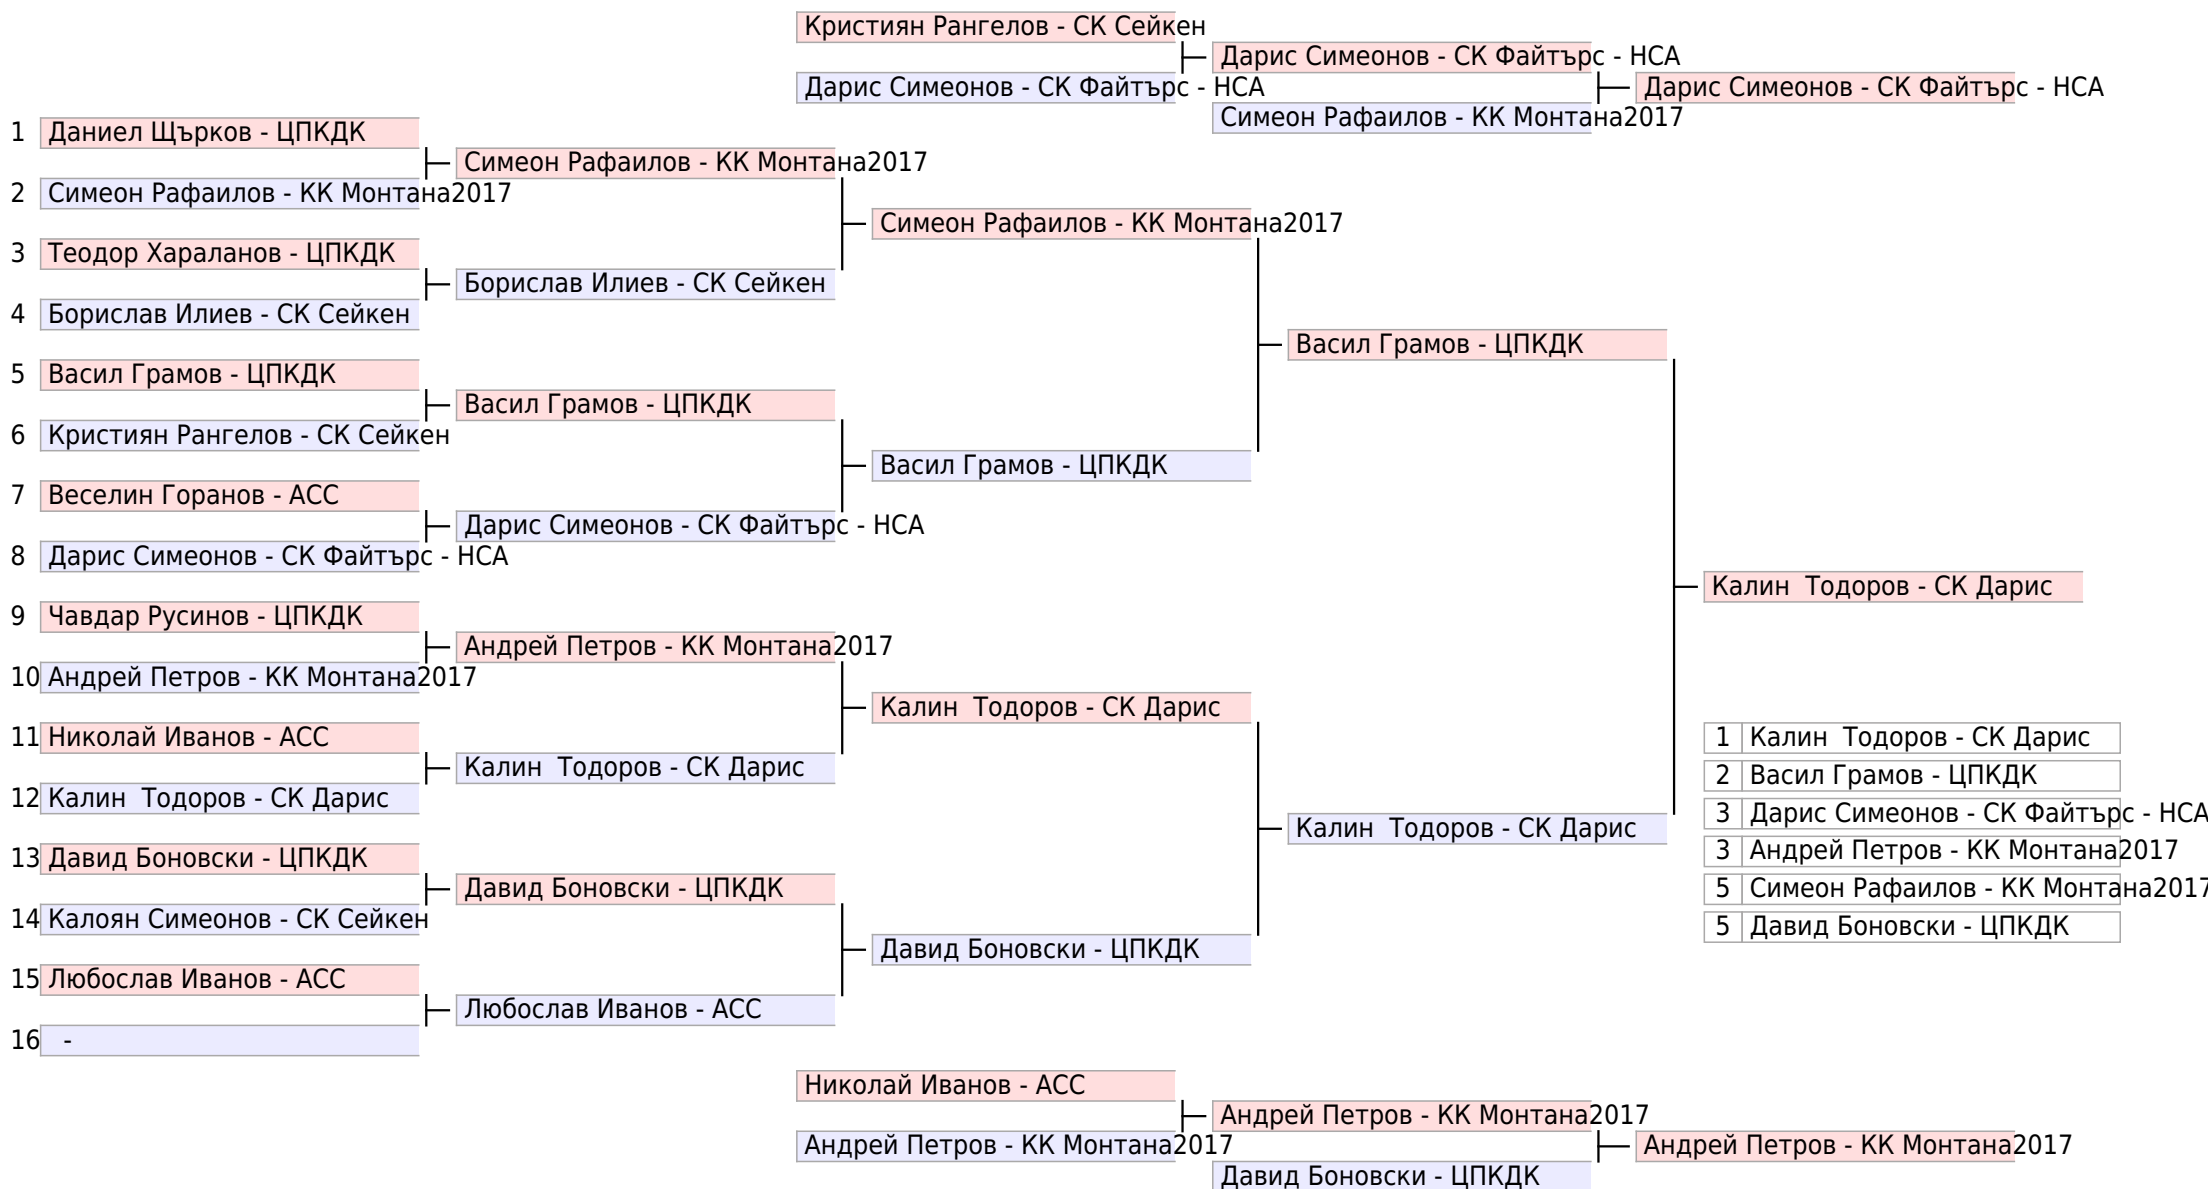 Кристиян Рангелов - СК Сейкен
Дарис Симеонов - СК Файтърс - НСА
Дарис Симеонов - СК Файтърс - НСА
Дарис Симеонов - СК Файтърс - НСА
Симеон Рафаилов - КК Монтана2017
1 Даниел Щърков - ЦПКДК
Симеон Рафаилов - КК Монтана2017
2 Симеон Рафаилов - КК Монтана2017
Симеон Рафаилов - КК Монтана2017
3 Теодор Хараланов - ЦПКДК
Борислав Илиев - СК Сейкен
4 Борислав Илиев - СК Сейкен
Васил Грамов - ЦПКДК
5 Васил Грамов - ЦПКДК
Васил Грамов - ЦПКДК
6 Кристиян Рангелов - СК Сейкен
Васил Грамов - ЦПКДК
7 Веселин Горанов - АСС
Дарис Симеонов - СК Файтърс - НСА
8 Дарис Симеонов - СК Файтърс - НСА
Калин  Тодоров - СК Дарис
9 Чавдар Русинов - ЦПКДК
Андрей Петров - КК Монтана2017
10 Андрей Петров - КК Монтана2017
Калин  Тодоров - СК Дарис
11 Николай Иванов - АСС
Калин  Тодоров - СК Дарис
12 Калин  Тодоров - СК Дарис
Калин  Тодоров - СК Дарис
13 Давид Боновски - ЦПКДК
Давид Боновски - ЦПКДК
14 Калоян Симеонов - СК Сейкен
Давид Боновски - ЦПКДК
15 Любослав Иванов - АСС
Любослав Иванов - АСС
16 -
1 Калин  Тодоров - СК Дарис
2 Васил Грамов - ЦПКДК
3 Дарис Симеонов - СК Файтърс - НСА
3 Андрей Петров - КК Монтана2017
5 Симеон Рафаилов - КК Монтана2017
5 Давид Боновски - ЦПКДК
Николай Иванов - АСС
Андрей Петров - КК Монтана2017
Андрей Петров - КК Монтана2017
Андрей Петров - КК Монтана2017
Давид Боновски - ЦПКДК